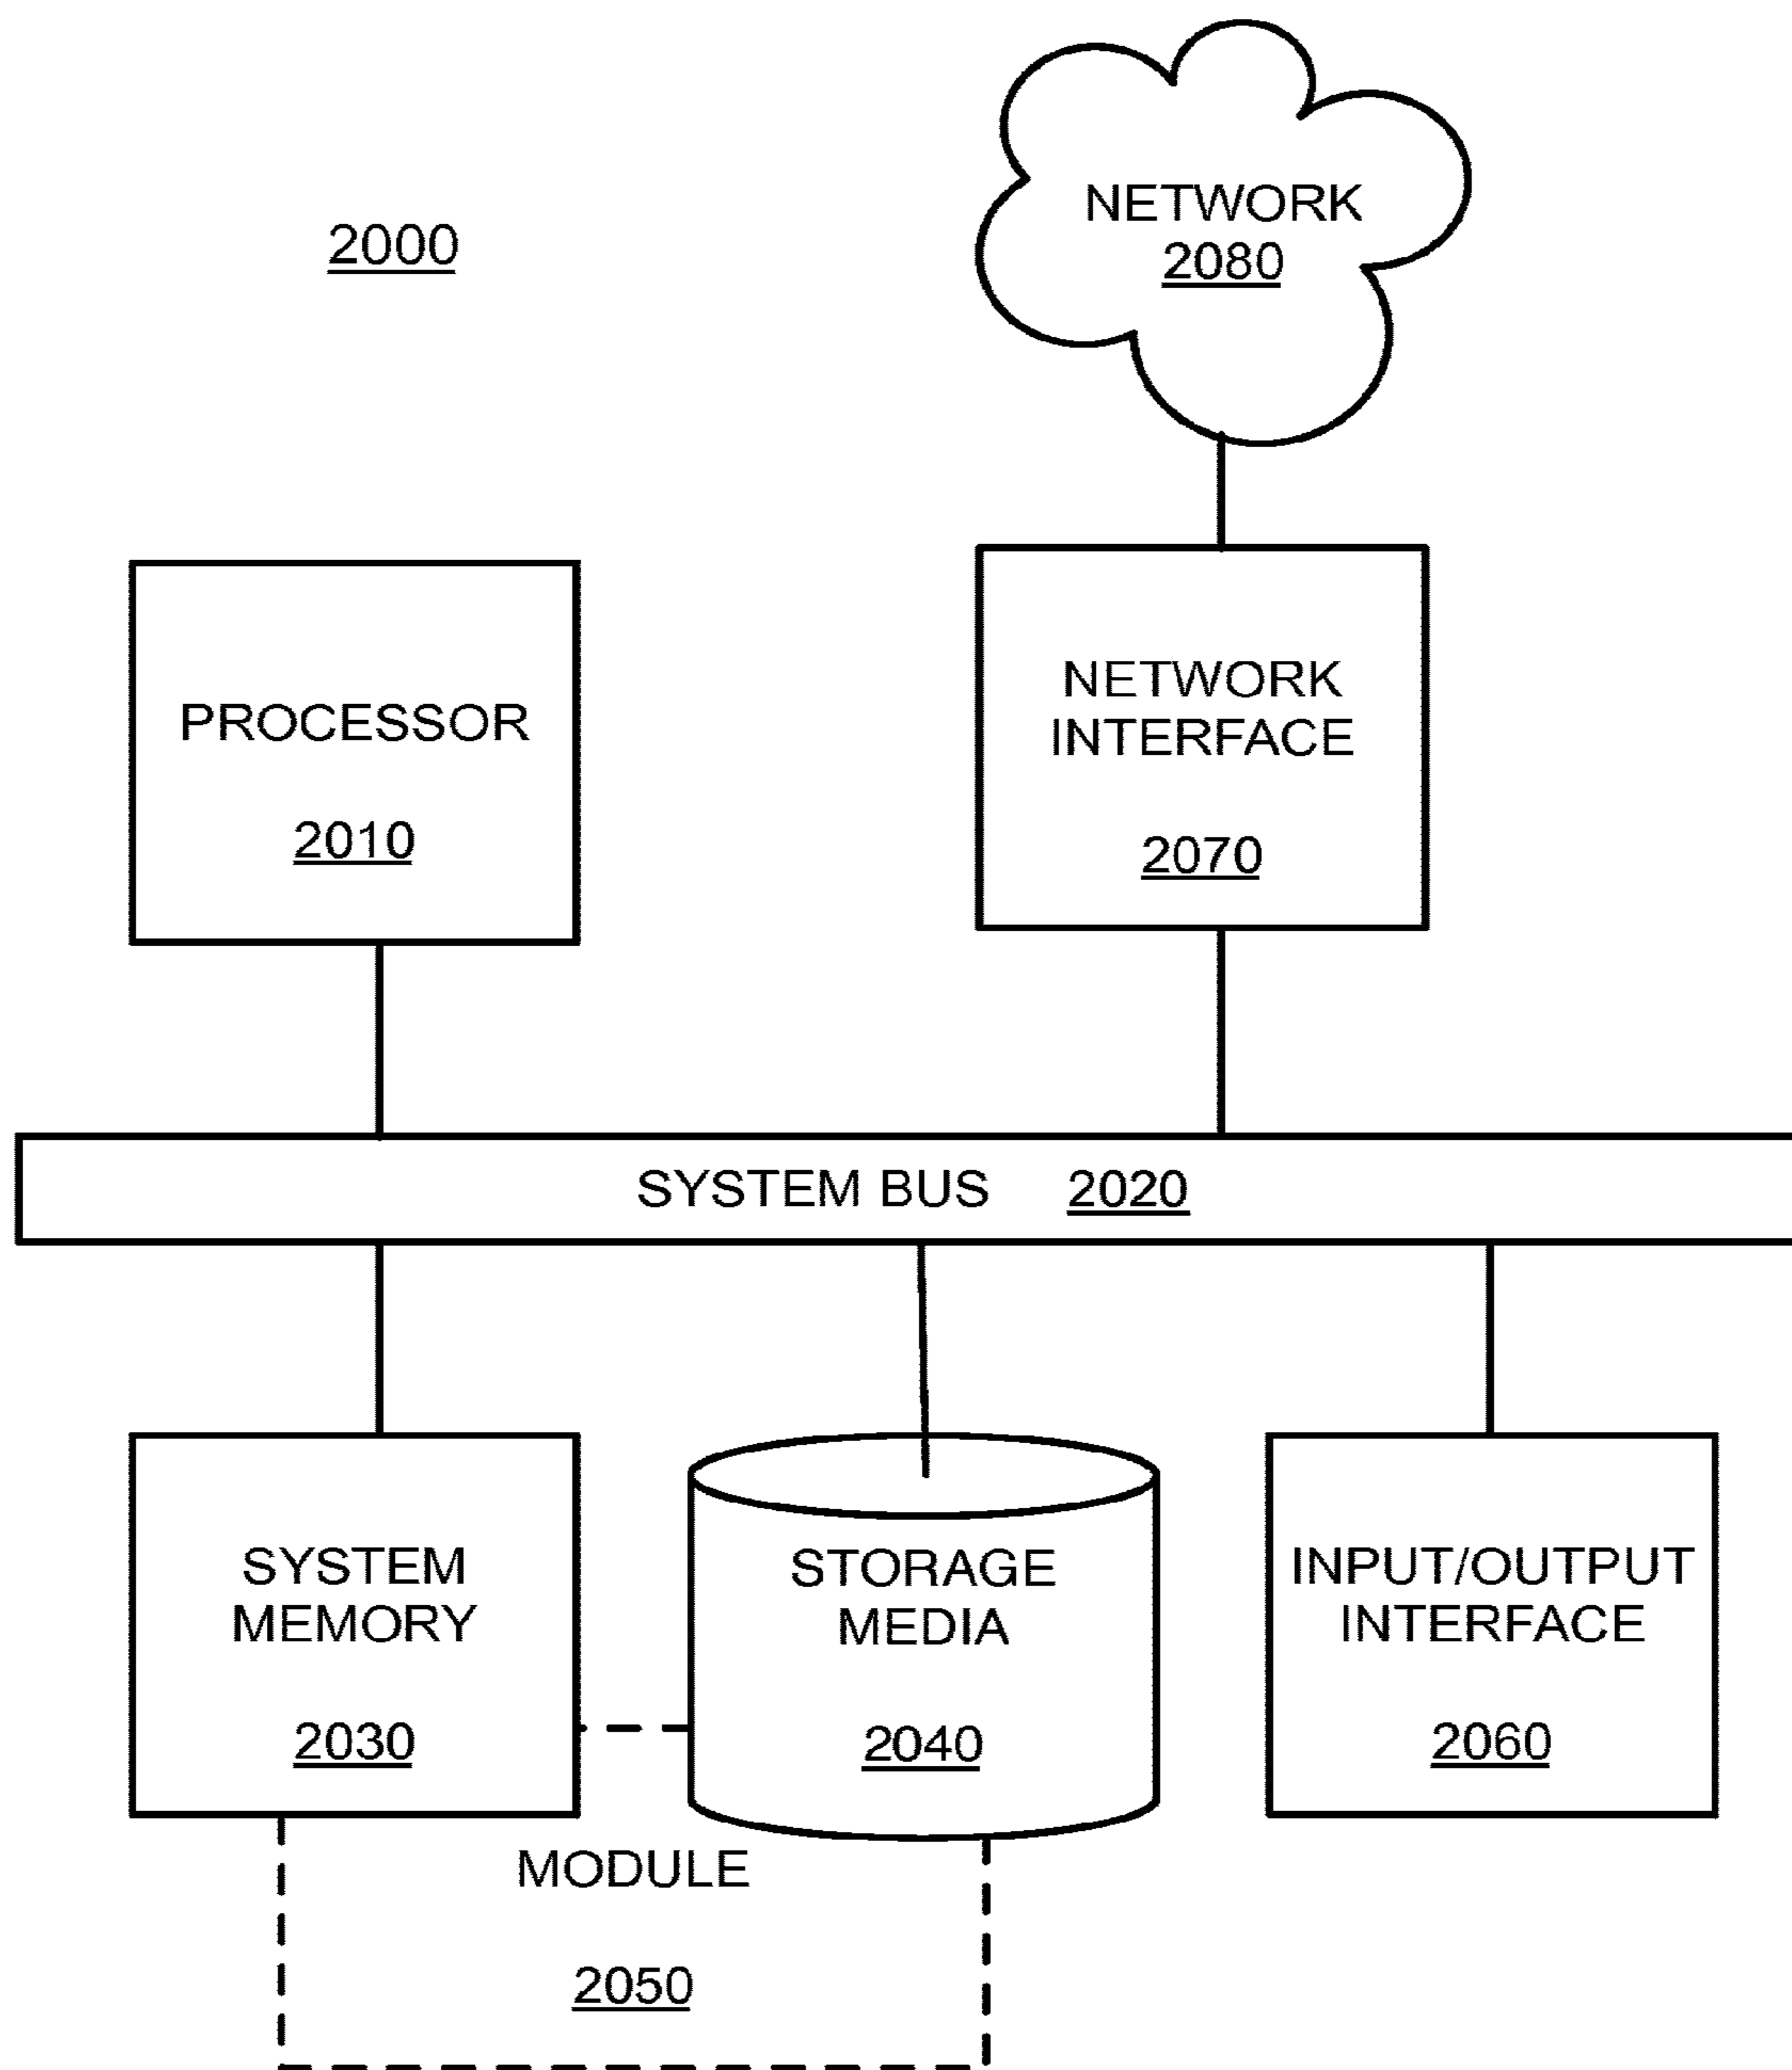 NETWORK
2080
2000
PROCESSOR
2010
NETWORK
INTERFACE
2070
SYSTEM BUS 2020
SYSTEM
MEMORY
2030
STORAGE
MEDIA
2040
INPUT/OUTPUT
INTERFACE
2060
MODULE
2050